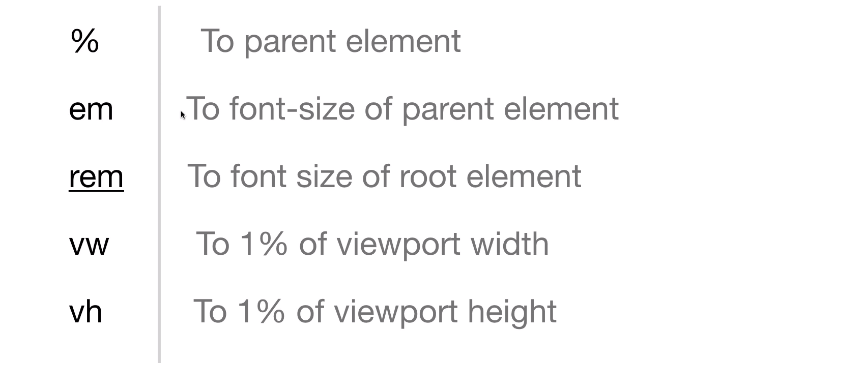 % To parent element
em To font-size of parent element
rem To font size of root element
vw To 1% of viewport width
vh To 1% of viewport height